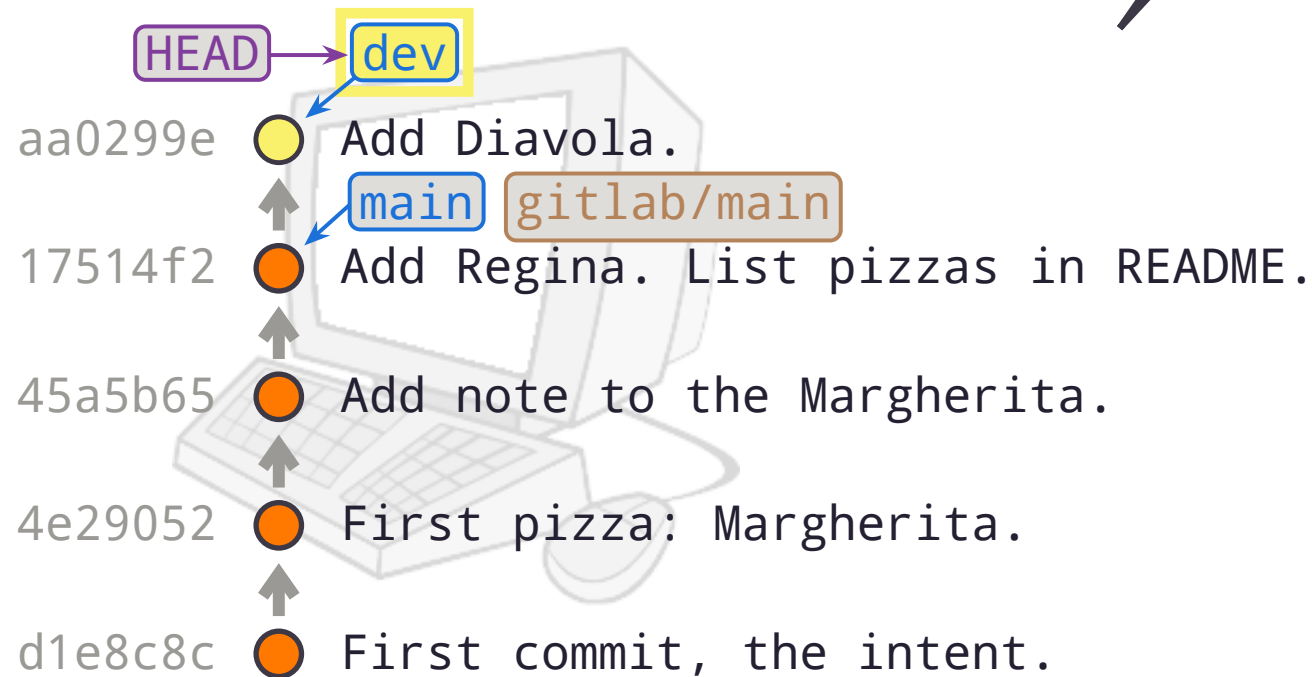 HEAD dev
aa0299e Add Diavola.
main gitlab/main
17514f2 Add Regina. List pizzas in README.
45a5b65 Add note to the Margherita.
4e29052 First pizza: Margherita.
d1e8c8c First commit, the intent.